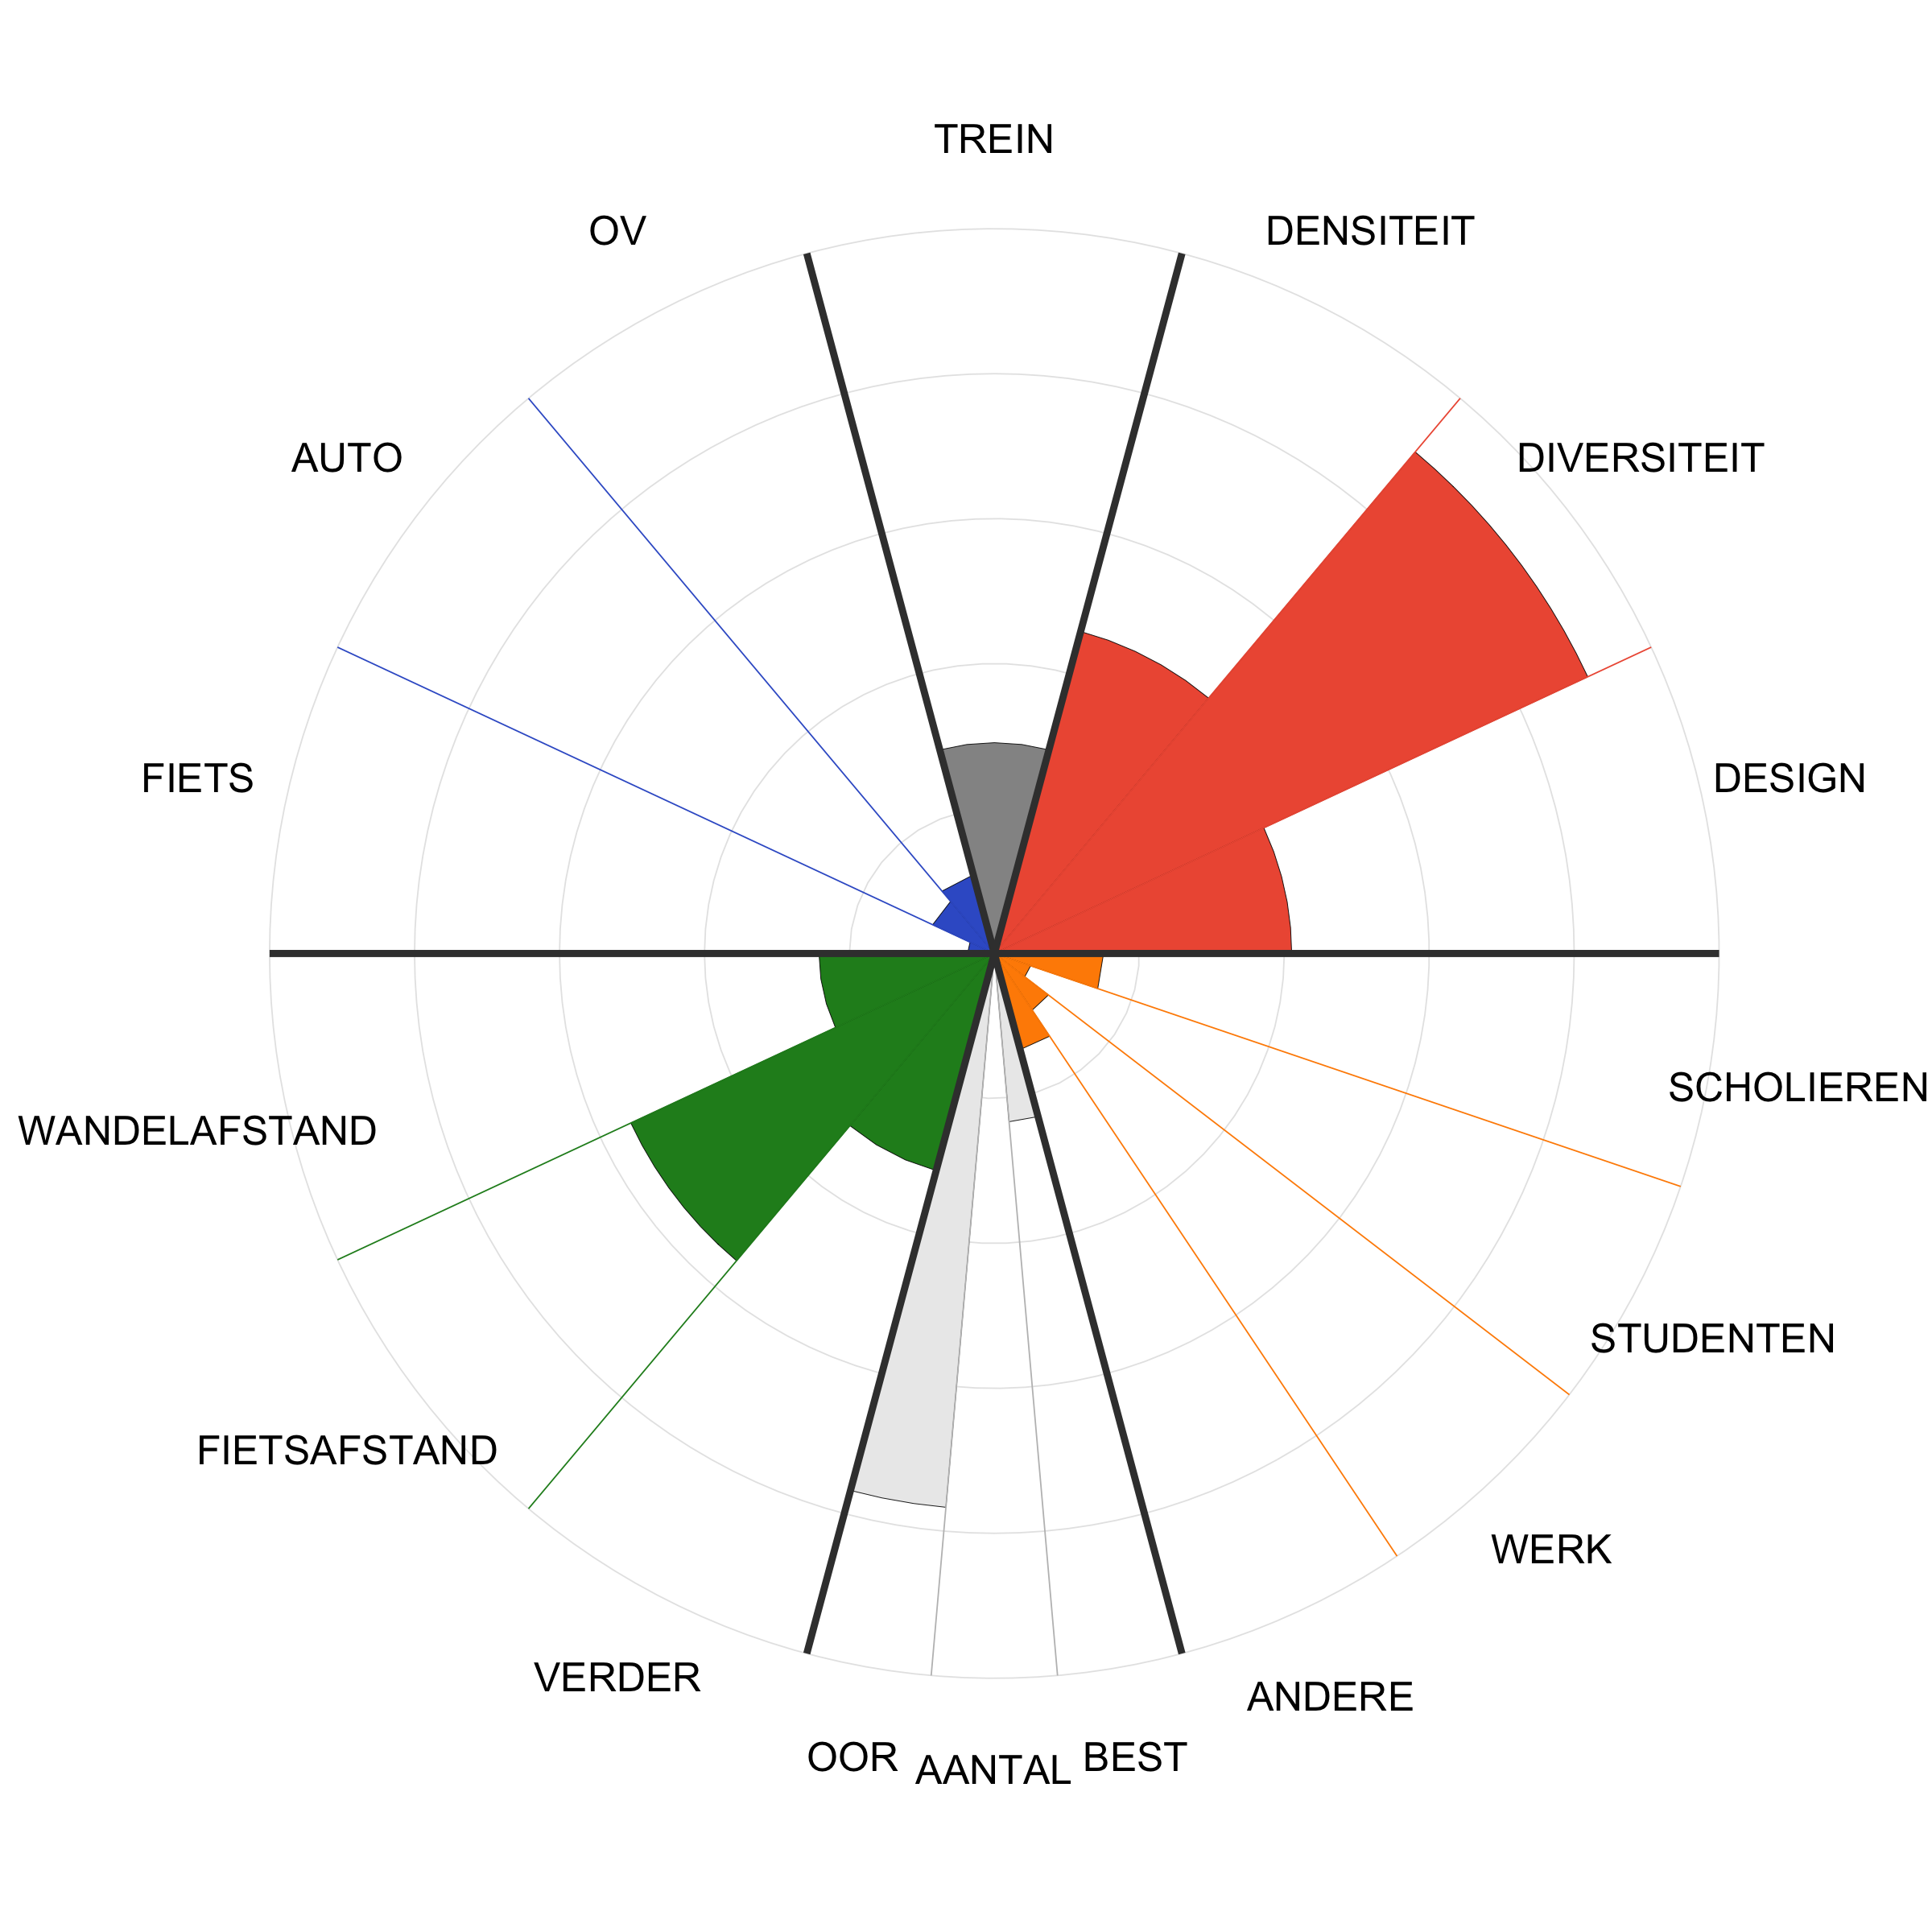 TREIN
OV
DENSITEIT
AUTO
DIVERSITEIT
FIETS
DESIGN
SCHOLIEREN
WANDELAFSTAND
STUDENTEN
FIETSAFSTAND
WERK
VERDER
ANDERE
OOR
AANTAL
BEST